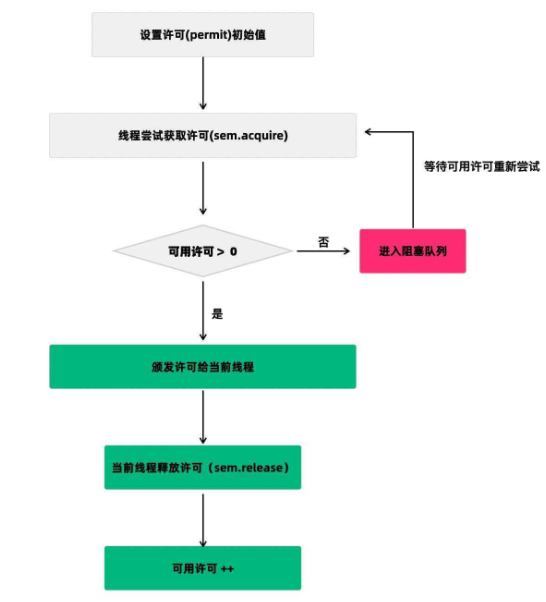 设置许可(permit)初始值
线程尝试获取许可(sem.acquire)
等待可用许可重新尝试
可用许可 > 0
否
进入阻塞队列
是
颁发许可给当前线程
当前线程释放许可（sem.release）
可用许可 ++